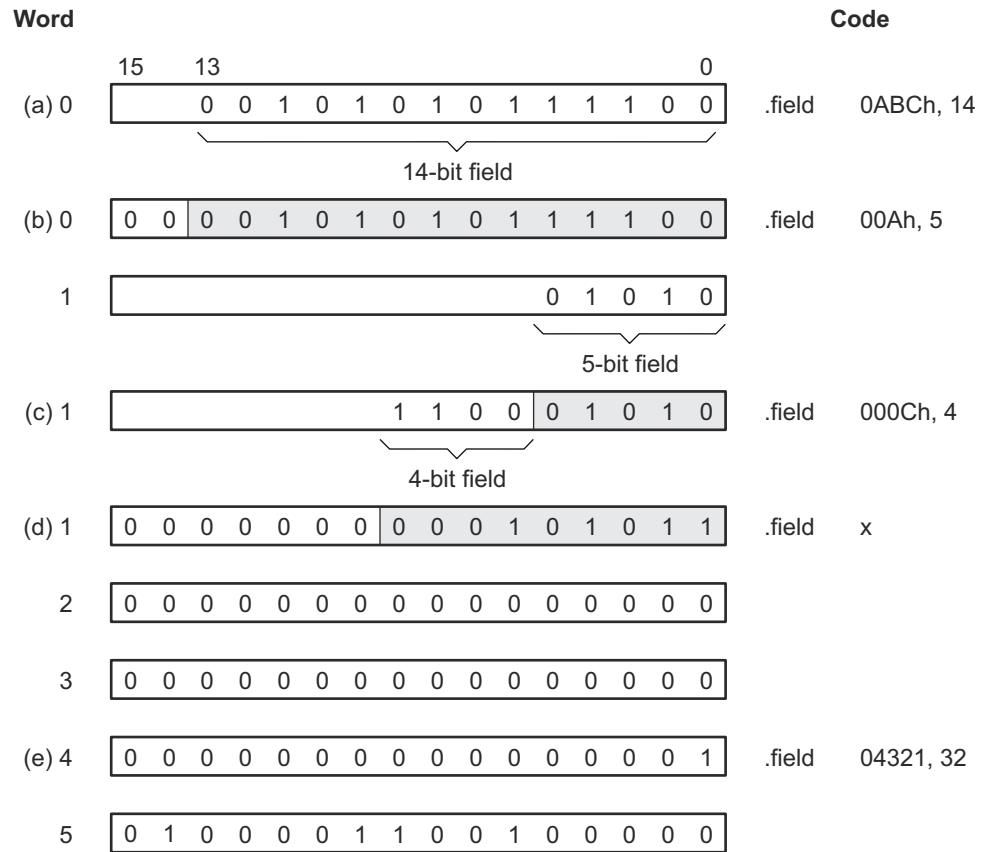 Word Code
15 13 0
(a) 0 0 0 1 0 1 0 1 0 1 1 1 1 0 0 .field 0ABCh, 14
14-bit field
(b) 0 0 0 0 0 1 0 1 0 1 0 1 1 1 1 0 0 .field 00Ah, 5
1 0 1 0 1 0
5-bit field
(c) 1 1 1 0 0 0 1 0 1 0 .field 000Ch, 4
4-bit field
(d) 1 0 0 0 0 0 0 0 0 0 0 1 0 1 0 1 1 .field x
2 0 0 0 0 0 0 0 0 0 0 0 0 0 0 0 0
3 0 0 0 0 0 0 0 0 0 0 0 0 0 0 0 0
(e) 4 0 0 0 0 0 0 0 0 0 0 0 0 0 0 0 1 .field 04321, 32
5 0 1 0 0 0 0 1 1 0 0 1 0 0 0 0 0